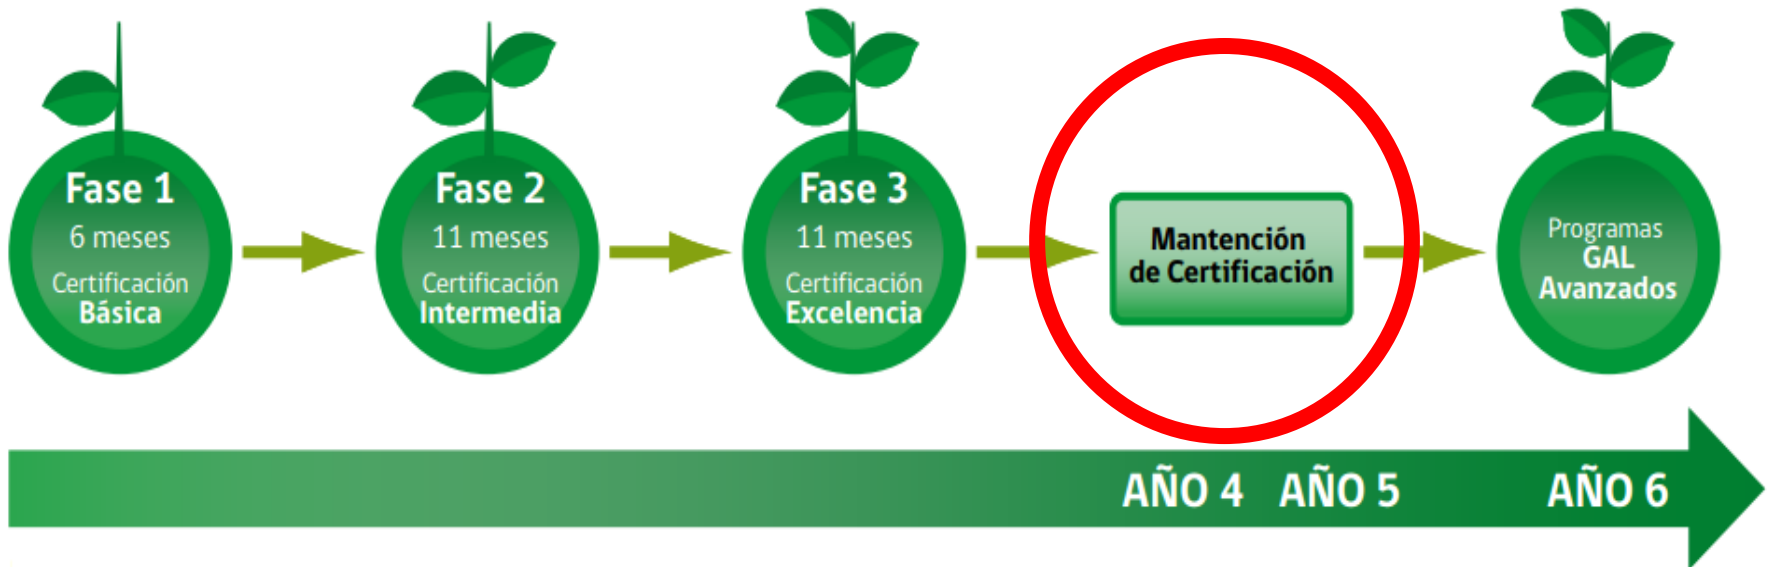 Fase 1
6 meses
Certificación
Básica
Fase 2
11 meses
Certificación
Intermedia
Fase 3
11 meses
Certificación
Excelencia
Mantención
de Certificación
Programas
GAL
Avanzados
AÑO 4 AÑO 5 AÑO 6